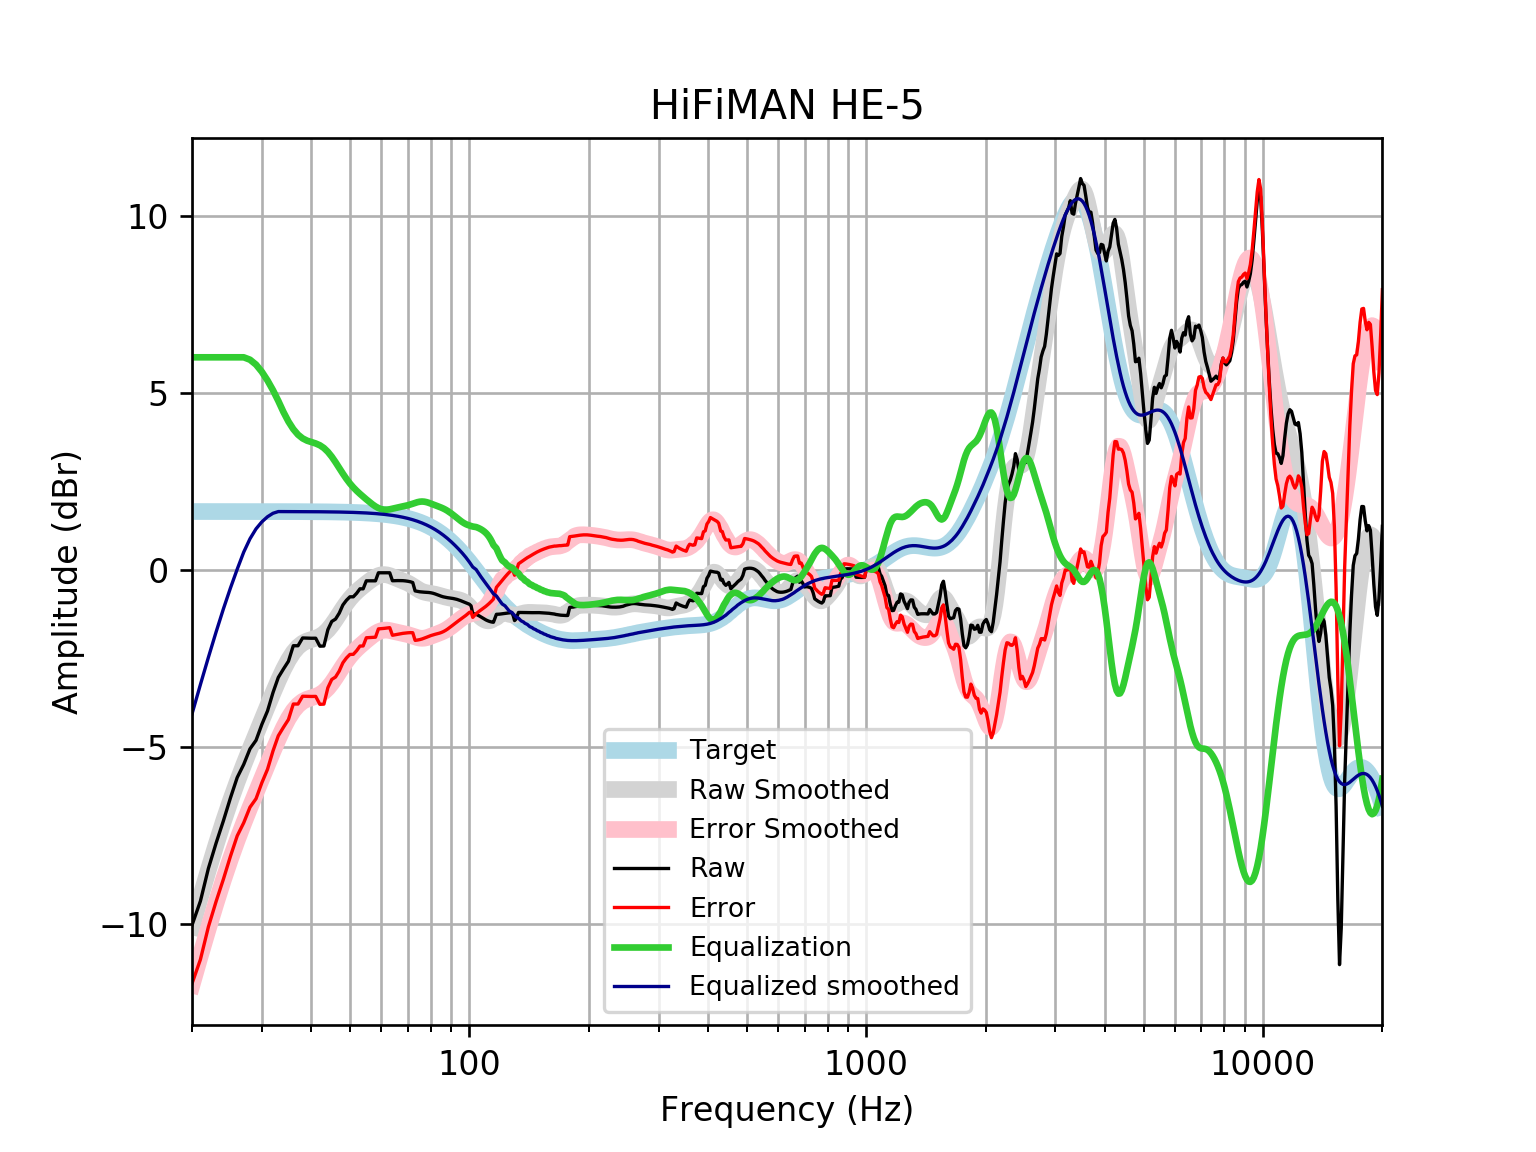 HiFiMAN HE-5
10
5
0
−5
−10
Amplitude (dBr)
Target
Raw Smoothed
Error Smoothed
Raw
Error
Equalization
Equalized smoothed
100
1000
10000
Frequency (Hz)